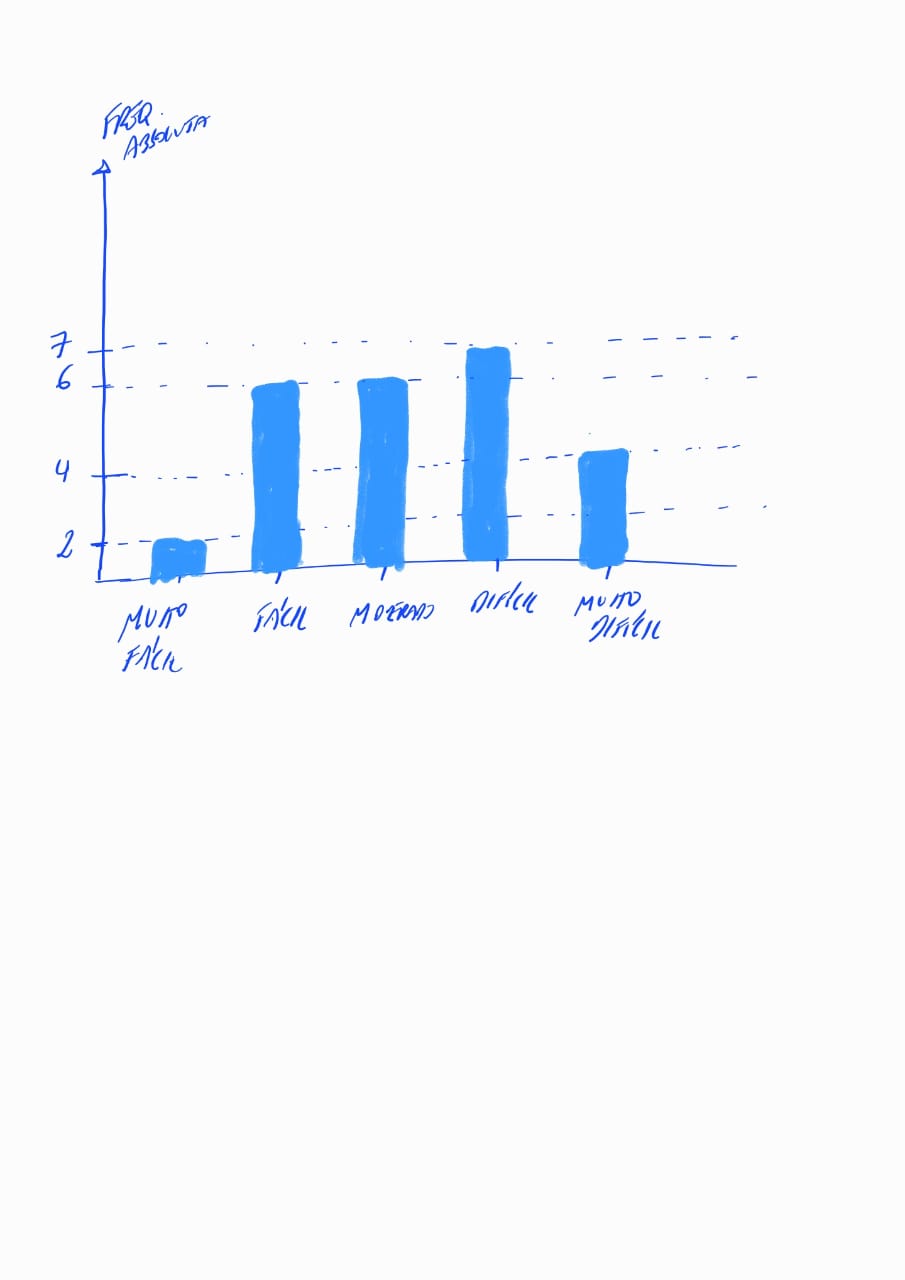 FREQ.
ABSOLUTA
7
6
4
2
MUITO
FÁCIL
FÁCIL
MODERADO
DIFÍCIL
MUITO
DIFÍCIL